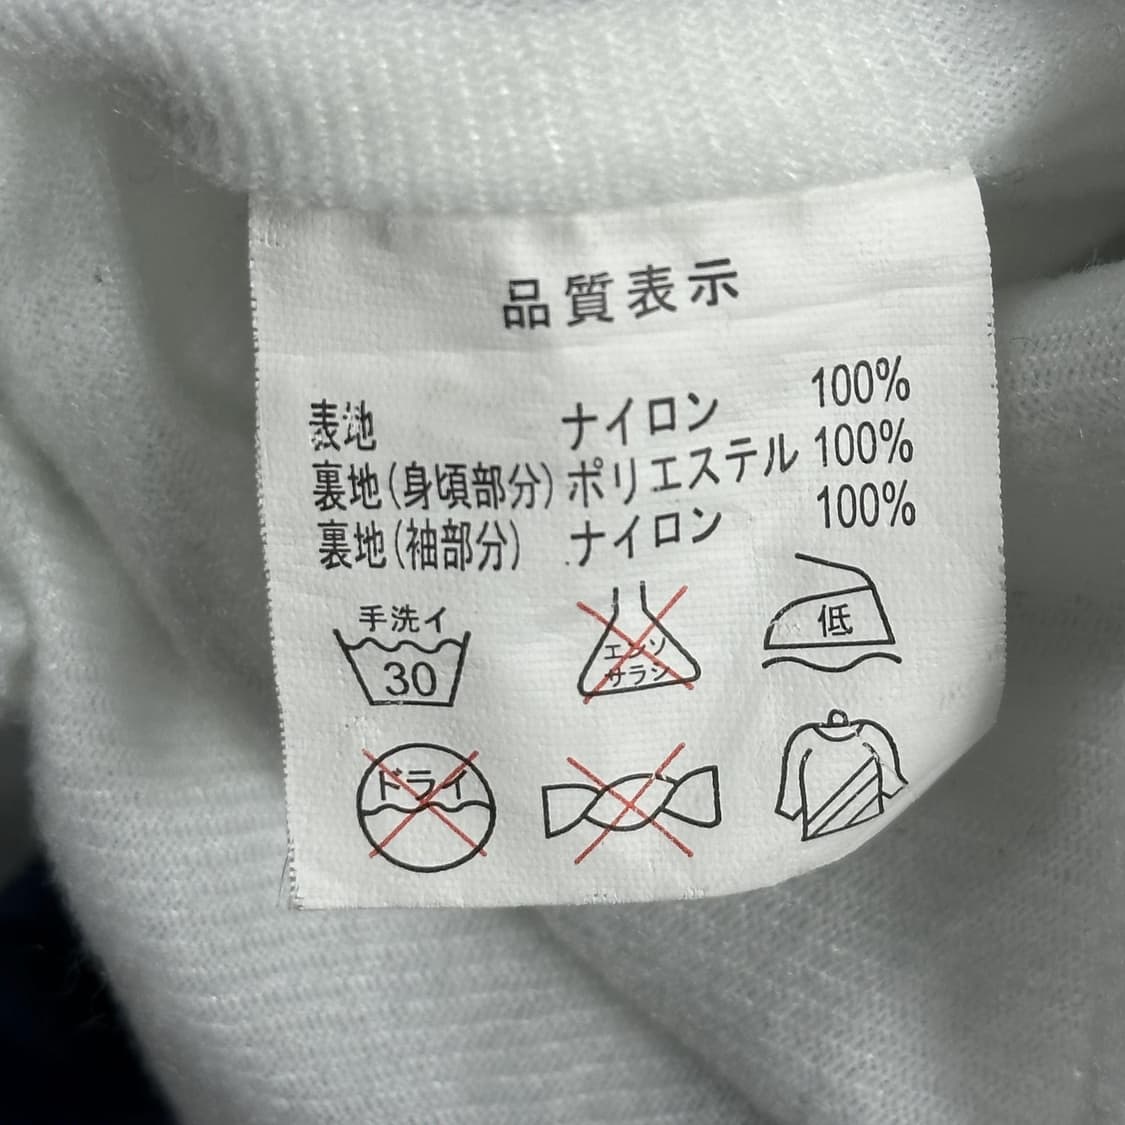 品質表示
表地 ナイロン 100%
裏地(身頃部分) ポリエステル 100%
裏地(袖部分) ナイロン 100%
手洗イ
30
エンソ
サラシ
低
ドライ